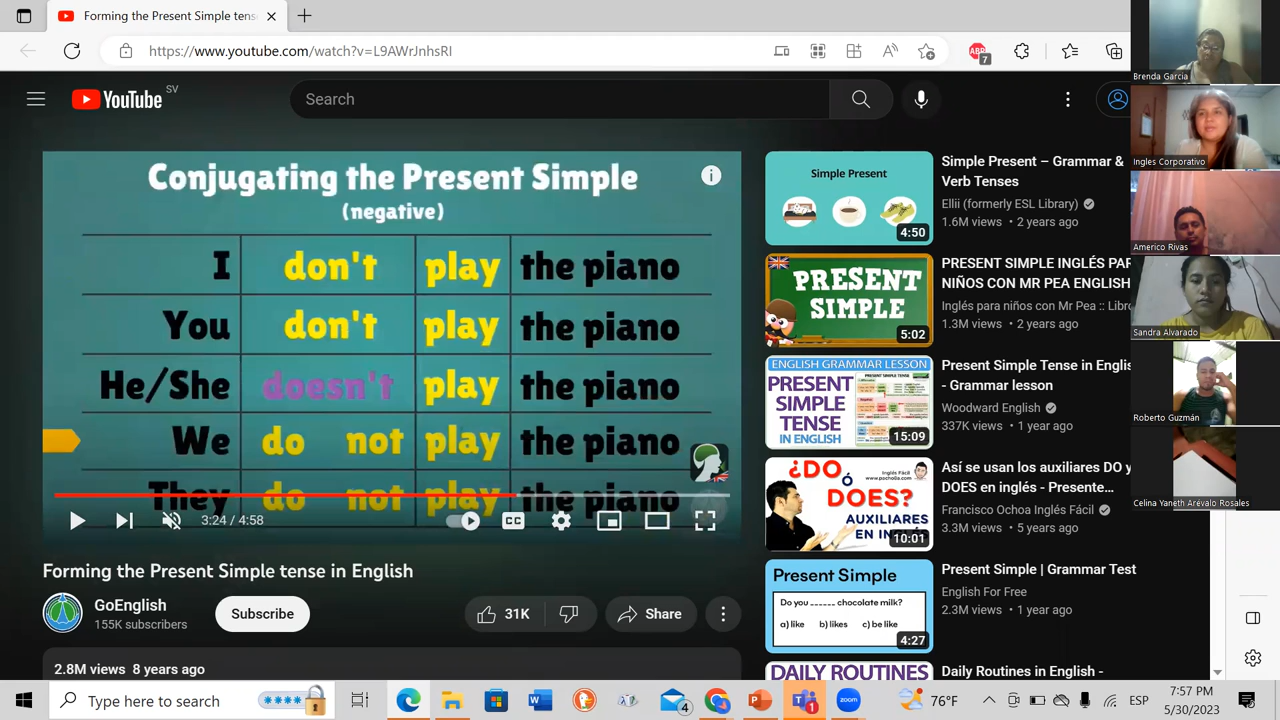 Forming the Present Simple tens
https://www.youtube.com/watch?v=L9AWrJnhsRI
7
YouTube SV
Search
Conjugating the Present Simple
(negative)
I don't play the piano
You don't play the piano
He/ doesn't play the piano
We do not play the piano
They do not play the piano
3:24 / 4:58
CC
Forming the Present Simple tense in English
GoEnglish
155K subscribers
Subscribe
31K
Share
2.8M views 8 years ago
Simple Present
4:50
Simple Present – Grammar &
Verb Tenses
Ellii (formerly ESL Library)
1.6M views • 2 years ago
PRESENT
SIMPLE
5:02
PRESENT SIMPLE INGLÉS PAR
NIÑOS CON MR PEA ENGLISH
Inglés para niños con Mr Pea :: Libro
1.3M views • 2 years ago
ENGLISH GRAMMAR LESSON
PRESENT
SIMPLE
TENSE
IN ENGLISH
15:09
Present Simple Tense in Englis
- Grammar lesson
Woodward English
337K views • 1 year ago
¿DO
Ó
DOES?
AUXILIARES
EN
Inglés Fácil
www.pacho8a.com
10:01
Así se usan los auxiliares DO y
DOES en inglés - Presente...
Francisco Ochoa Inglés Fácil
3.3M views • 5 years ago
Present Simple
Do you ______ chocolate milk?
a) like b) likes c) be like
4:27
Present Simple | Grammar Test
English For Free
2.3M views • 1 year ago
DAILY ROUTINES
Daily Routines in English -
Brenda Garcia
Ingles Corporativo
Americo Rivas
Sandra Alvarado
Roberto Guzmán
Celina Yaneth Arévalo Rosales
Type here to search
4
1
zoom
76°F
ESP
7:57 PM
5/30/2023